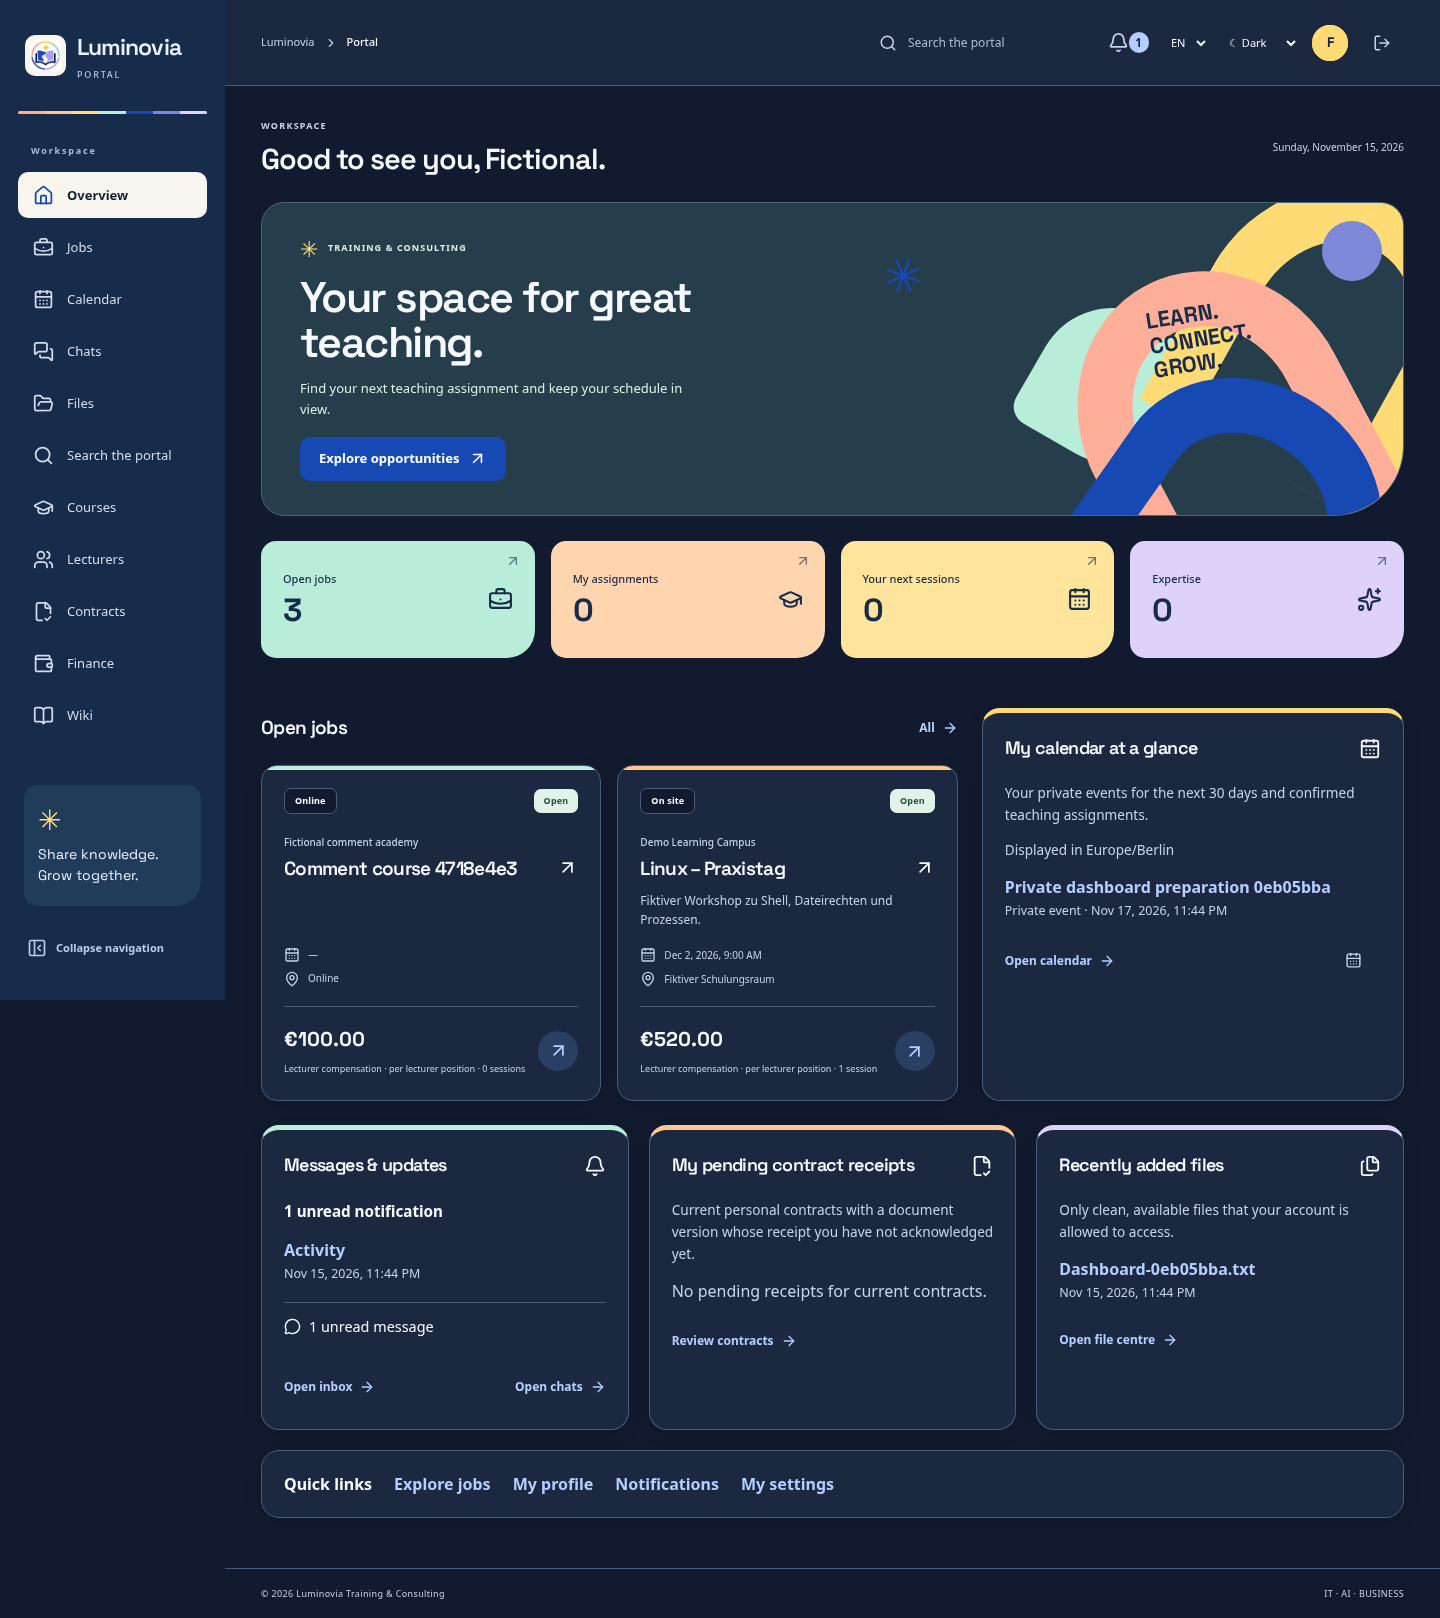 Luminovia
PORTAL
Workspace
Overview
Jobs
Calendar
Chats
Files
Search the portal
Courses
Lecturers
Contracts
Finance
Wiki
Share knowledge.
Grow together.
Collapse navigation
Luminovia
Portal
Search the portal
1
EN
Dark
F
WORKSPACE
Good to see you, Fictional.
Sunday, November 15, 2026
TRAINING & CONSULTING
Your space for great
teaching.
Find your next teaching assignment and keep your schedule in
view.
Explore opportunities
LEARN.
CONNECT.
GROW.
Open jobs
3
My assignments
0
Your next sessions
0
Expertise
0
Open jobs
All
Online
Open
Fictional comment academy
Comment course 4718e4e3
—
Online
€100.00
Lecturer compensation · per lecturer position · 0 sessions
On site
Open
Demo Learning Campus
Linux – Praxistag
Fiktiver Workshop zu Shell, Dateirechten und
Prozessen.
Dec 2, 2026, 9:00 AM
Fiktiver Schulungsraum
€520.00
Lecturer compensation · per lecturer position · 1 session
My calendar at a glance
Your private events for the next 30 days and confirmed
teaching assignments.
Displayed in Europe/Berlin
Private dashboard preparation 0eb05bba
Private event · Nov 17, 2026, 11:44 PM
Open calendar
Messages & updates
1 unread notification
Activity
Nov 15, 2026, 11:44 PM
1 unread message
Open inbox
Open chats
My pending contract receipts
Current personal contracts with a document
version whose receipt you have not acknowledged
yet.
No pending receipts for current contracts.
Review contracts
Recently added files
Only clean, available files that your account is
allowed to access.
Dashboard-0eb05bba.txt
Nov 15, 2026, 11:44 PM
Open file centre
Quick links
Explore jobs
My profile
Notifications
My settings
© 2026 Luminovia Training & Consulting
IT · AI · BUSINESS